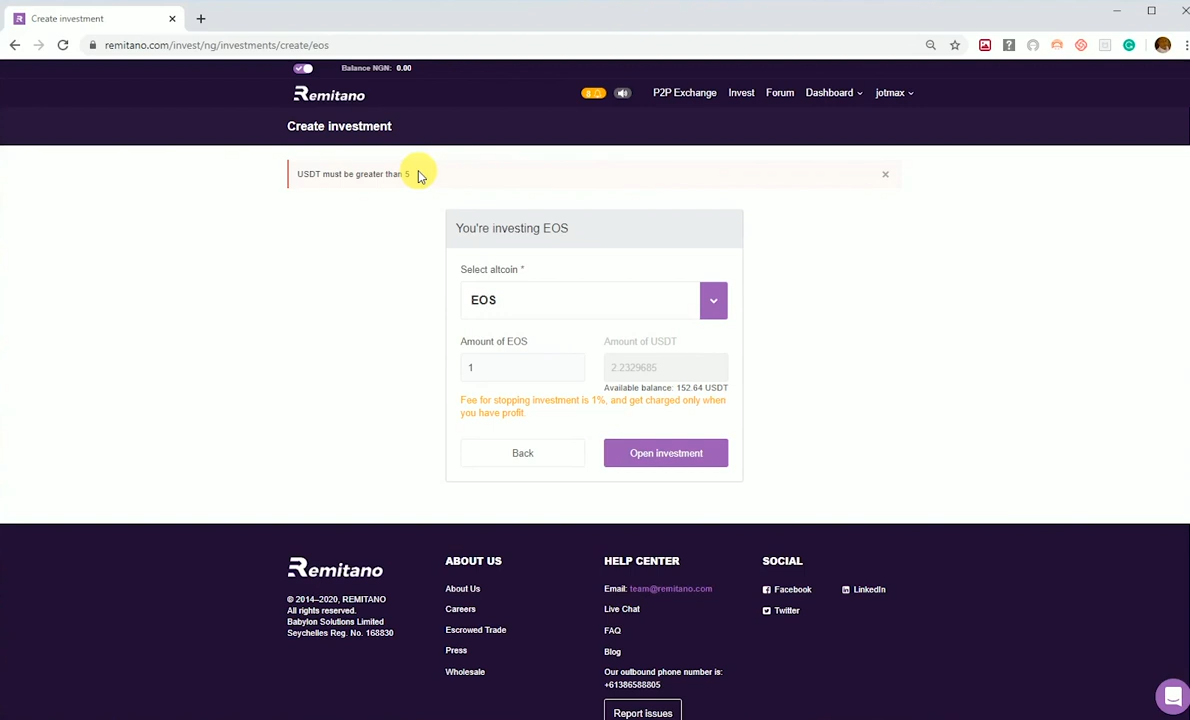 Create investment
remitano.com/invest/ng/investments/create/eos
Balance NGN: 0.00
Remitano
P2P Exchange Invest Forum Dashboard jotmax
Create investment
USDT must be greater than 5
You're investing EOS
Select altcoin *
EOS
Amount of EOS
Amount of USDT
1
2.2329685
Available balance: 152.64 USDT
Fee for stopping investment is 1%, and get charged only when
you have profit.
Back
Open investment
Remitano
© 2014–2020, REMITANO
All rights reserved.
Babylon Solutions Limited
Seychelles Reg. No. 168830
ABOUT US
About Us
Careers
Escrowed Trade
Press
Wholesale
HELP CENTER
Email: team@remitano.com
Live Chat
FAQ
Blog
Our outbound phone number is:
+61386588805
Report issues
SOCIAL
Facebook
LinkedIn
Twitter